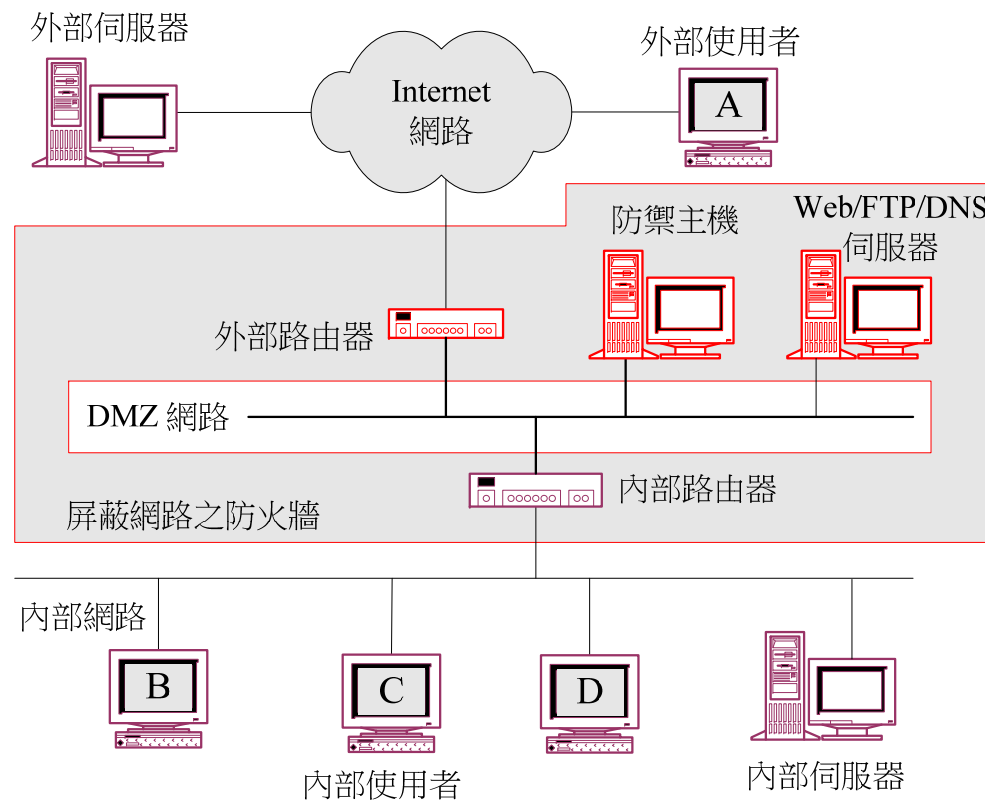 外部伺服器
Internet
網路
外部使用者
A
防禦主機
Web/FTP/DNS
伺服器
外部路由器
DMZ 網路
內部路由器
屏蔽網路之防火牆
內部網路
B
C
D
內部使用者
內部伺服器